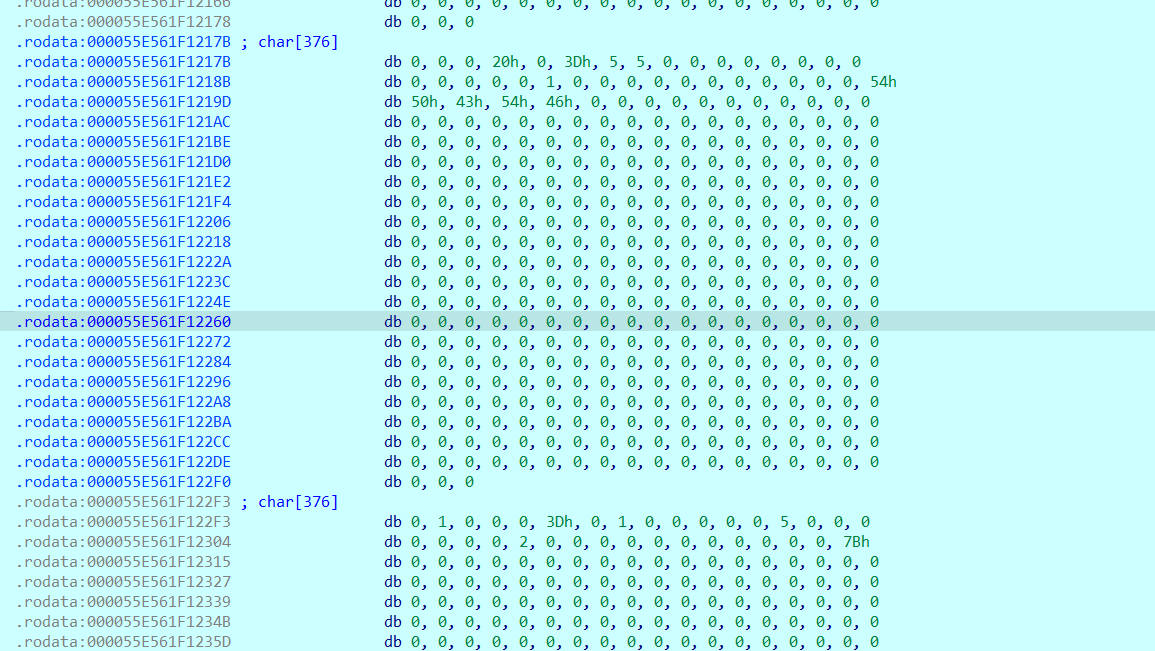 .rodata:000055E561F12166 db 0, 0, 0, 0, 0, 0, 0, 0, 0, 0, 0, 0, 0, 0, 0, 0, 0, 0
.rodata:000055E561F12178 db 0, 0, 0
.rodata:000055E561F1217B ; char[376]
.rodata:000055E561F1217B db 0, 0, 0, 20h, 0, 3Dh, 5, 5, 0, 0, 0, 0, 0, 0, 0, 0
.rodata:000055E561F1218B db 0, 0, 0, 0, 0, 1, 0, 0, 0, 0, 0, 0, 0, 0, 0, 0, 0, 54h
.rodata:000055E561F1219D db 50h, 43h, 54h, 46h, 0, 0, 0, 0, 0, 0, 0, 0, 0, 0, 0
.rodata:000055E561F121AC db 0, 0, 0, 0, 0, 0, 0, 0, 0, 0, 0, 0, 0, 0, 0, 0, 0, 0
.rodata:000055E561F121BE db 0, 0, 0, 0, 0, 0, 0, 0, 0, 0, 0, 0, 0, 0, 0, 0, 0, 0
.rodata:000055E561F121D0 db 0, 0, 0, 0, 0, 0, 0, 0, 0, 0, 0, 0, 0, 0, 0, 0, 0, 0
.rodata:000055E561F121E2 db 0, 0, 0, 0, 0, 0, 0, 0, 0, 0, 0, 0, 0, 0, 0, 0, 0, 0
.rodata:000055E561F121F4 db 0, 0, 0, 0, 0, 0, 0, 0, 0, 0, 0, 0, 0, 0, 0, 0, 0, 0
.rodata:000055E561F12206 db 0, 0, 0, 0, 0, 0, 0, 0, 0, 0, 0, 0, 0, 0, 0, 0, 0, 0
.rodata:000055E561F12218 db 0, 0, 0, 0, 0, 0, 0, 0, 0, 0, 0, 0, 0, 0, 0, 0, 0, 0
.rodata:000055E561F1222A db 0, 0, 0, 0, 0, 0, 0, 0, 0, 0, 0, 0, 0, 0, 0, 0, 0, 0
.rodata:000055E561F1223C db 0, 0, 0, 0, 0, 0, 0, 0, 0, 0, 0, 0, 0, 0, 0, 0, 0, 0
.rodata:000055E561F1224E db 0, 0, 0, 0, 0, 0, 0, 0, 0, 0, 0, 0, 0, 0, 0, 0, 0, 0
.rodata:000055E561F12260 db 0, 0, 0, 0, 0, 0, 0, 0, 0, 0, 0, 0, 0, 0, 0, 0, 0, 0
.rodata:000055E561F12272 db 0, 0, 0, 0, 0, 0, 0, 0, 0, 0, 0, 0, 0, 0, 0, 0, 0, 0
.rodata:000055E561F12284 db 0, 0, 0, 0, 0, 0, 0, 0, 0, 0, 0, 0, 0, 0, 0, 0, 0, 0
.rodata:000055E561F12296 db 0, 0, 0, 0, 0, 0, 0, 0, 0, 0, 0, 0, 0, 0, 0, 0, 0, 0
.rodata:000055E561F122A8 db 0, 0, 0, 0, 0, 0, 0, 0, 0, 0, 0, 0, 0, 0, 0, 0, 0, 0
.rodata:000055E561F122BA db 0, 0, 0, 0, 0, 0, 0, 0, 0, 0, 0, 0, 0, 0, 0, 0, 0, 0
.rodata:000055E561F122CC db 0, 0, 0, 0, 0, 0, 0, 0, 0, 0, 0, 0, 0, 0, 0, 0, 0, 0
.rodata:000055E561F122DE db 0, 0, 0, 0, 0, 0, 0, 0, 0, 0, 0, 0, 0, 0, 0, 0, 0, 0
.rodata:000055E561F122F0 db 0, 0, 0
.rodata:000055E561F122F3 ; char[376]
.rodata:000055E561F122F3 db 0, 1, 0, 0, 0, 3Dh, 0, 1, 0, 0, 0, 0, 0, 5, 0, 0, 0
.rodata:000055E561F12304 db 0, 0, 0, 0, 2, 0, 0, 0, 0, 0, 0, 0, 0, 0, 0, 0, 7Bh
.rodata:000055E561F12315 db 0, 0, 0, 0, 0, 0, 0, 0, 0, 0, 0, 0, 0, 0, 0, 0, 0, 0
.rodata:000055E561F12327 db 0, 0, 0, 0, 0, 0, 0, 0, 0, 0, 0, 0, 0, 0, 0, 0, 0, 0
.rodata:000055E561F12339 db 0, 0, 0, 0, 0, 0, 0, 0, 0, 0, 0, 0, 0, 0, 0, 0, 0, 0
.rodata:000055E561F1234B db 0, 0, 0, 0, 0, 0, 0, 0, 0, 0, 0, 0, 0, 0, 0, 0, 0, 0
.rodata:000055E561F1235D db 0, 0, 0, 0, 0, 0, 0, 0, 0, 0, 0, 0, 0, 0, 0, 0, 0, 0